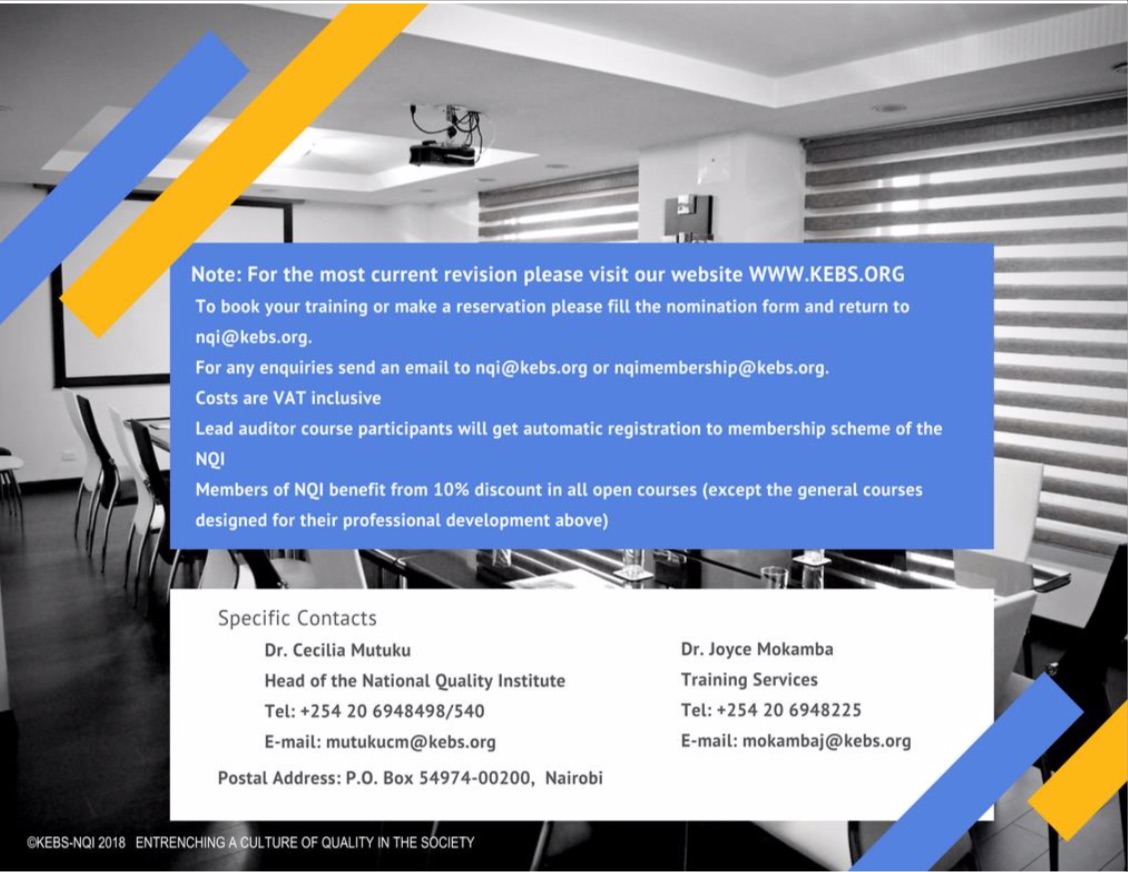 Note: For the most current revision please visit our website WWW.KEBS.ORG
To book your training or make a reservation please fill the nomination form and return to
nqi@kebs.org.
For any enquiries send an email to nqi@kebs.org or nqimembership@kebs.org.
Costs are VAT inclusive
Lead auditor course participants will get automatic registration to membership scheme of the
NQI
Members of NQI benefit from 10% discount in all open courses (except the general courses
designed for their professional development above)
Specific Contacts
Dr. Cecilia Mutuku
Head of the National Quality Institute
Tel: +254 20 6948498/540
E-mail: mutukucm@kebs.org
Dr. Joyce Mokamba
Training Services
Tel: +254 20 6948225
E-mail: mokambaj@kebs.org
Postal Address: P.O. Box 54974-00200, Nairobi
©KEBS-NQI 2018 ENTRENCHING A CULTURE OF QUALITY IN THE SOCIETY